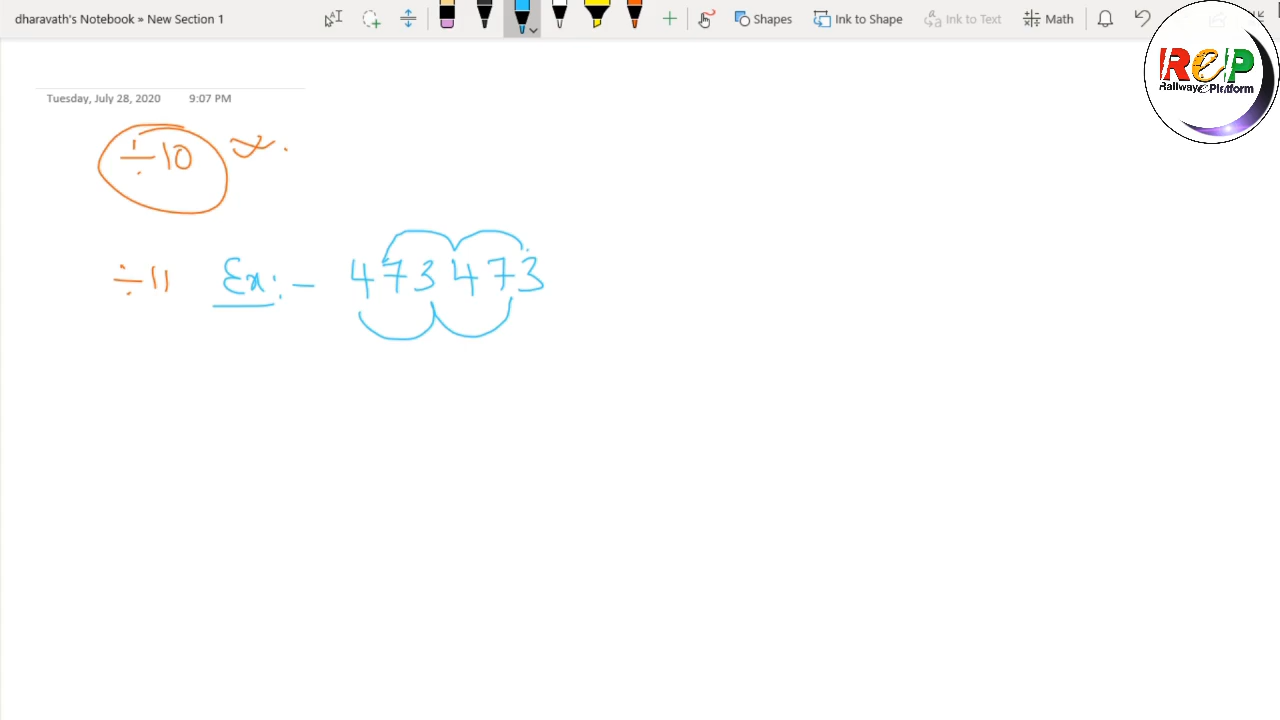 dharavath's Notebook » New Section 1
Shapes
Ink to Shape
Ink to Text
Math
ReP
Railways Platform
Tuesday, July 28, 2020 9:07 PM
÷10
÷11 Ex:- 473473